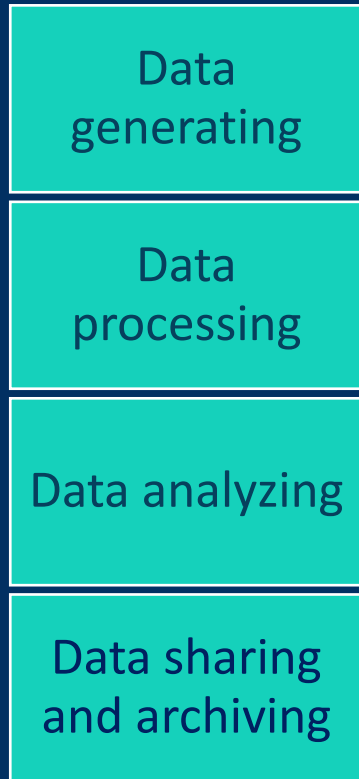 Data
generating
Data
processing
Data analyzing
Data sharing
and archiving